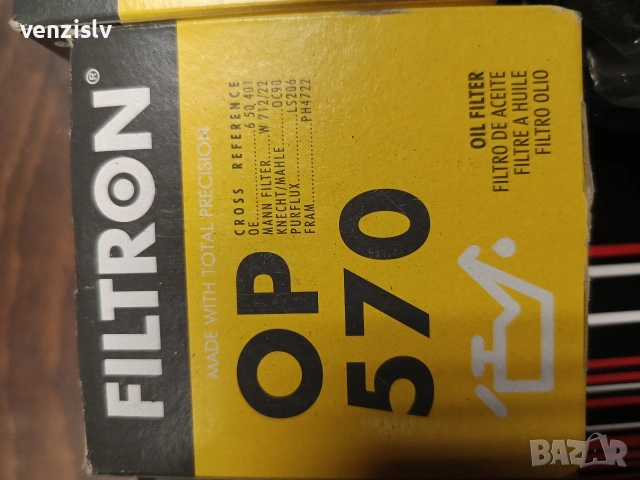 venzislv
FILTRON®
MADE WITH TOTAL PRECISION
CROSS REFERENCE
OE....................6 50 401
MANN FILTER....W 712/22
KNECHT/MAHLE........OC90
PURFLUX...............LS206
FRAM..................PH4722
OP
570
OIL FILTER
FILTRO DE ACEITE
FILTRE A HUILE
FILTRO OLIO
BAZAR